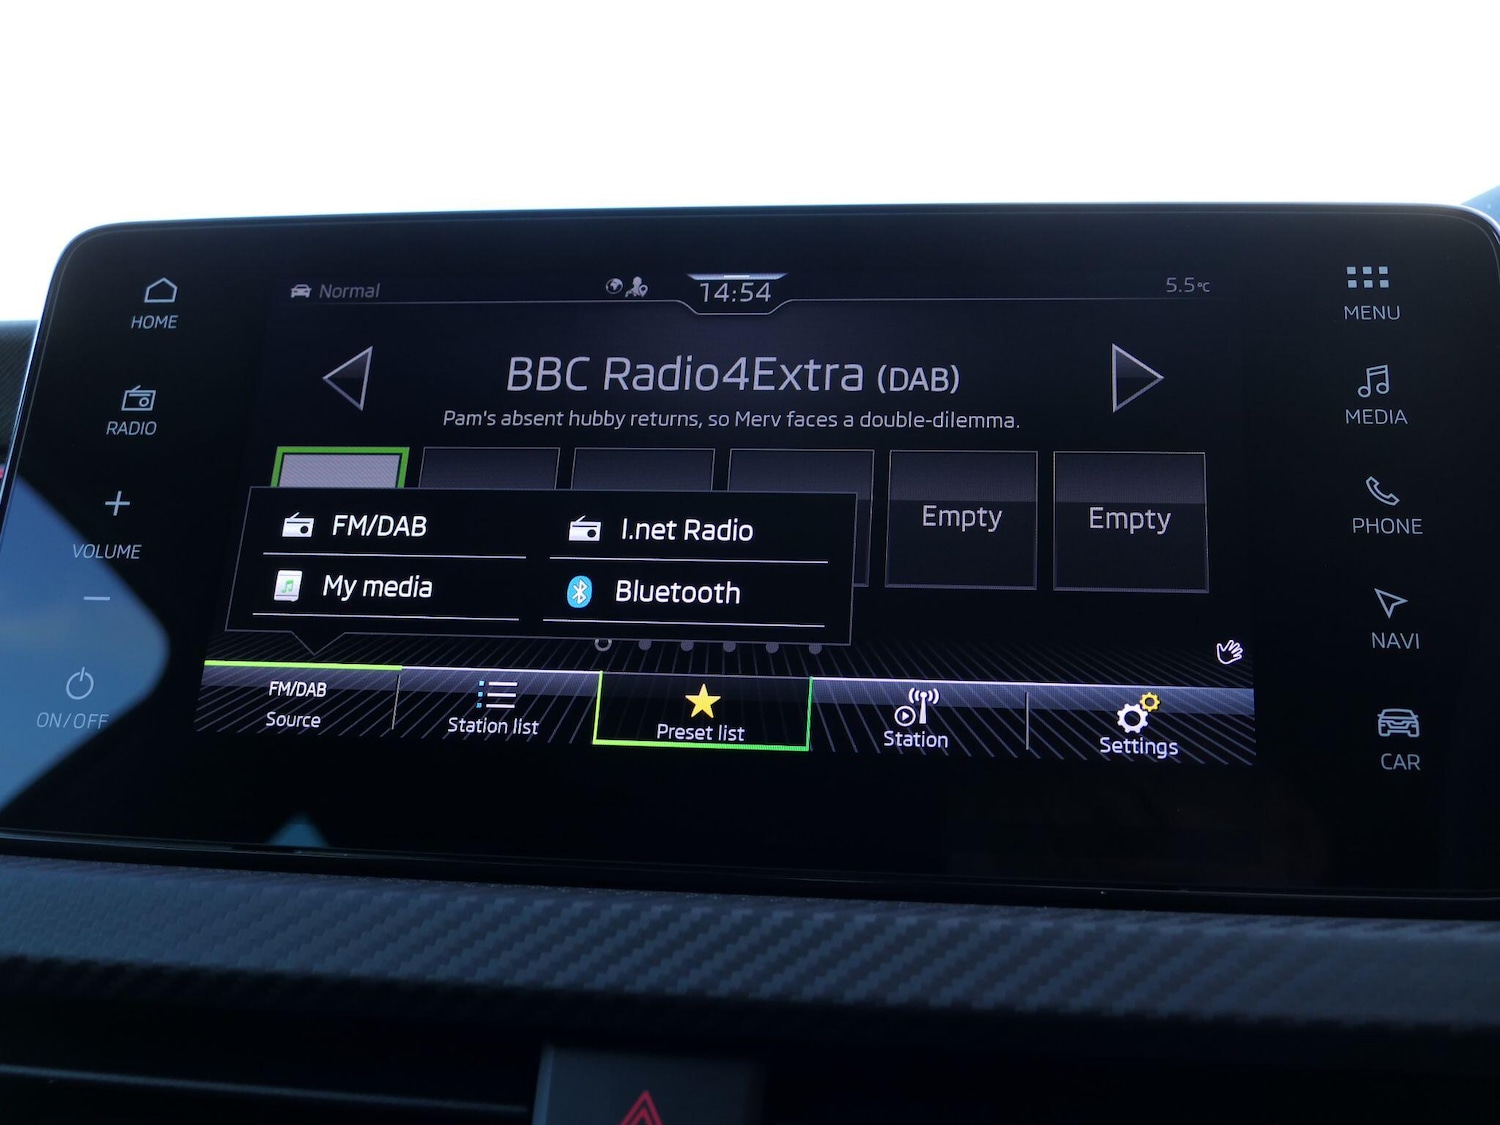 Normal
14:54
5.5°C
HOME
RADIO
VOLUME
ON/OFF
BBC Radio4Extra (DAB)
Pam's absent hubby returns, so Merv faces a double-dilemma.
Empty
Empty
FM/DAB
I.net Radio
My media
Bluetooth
FM/DAB
Source
Station list
Preset list
Station
Settings
MENU
MEDIA
PHONE
NAVI
CAR